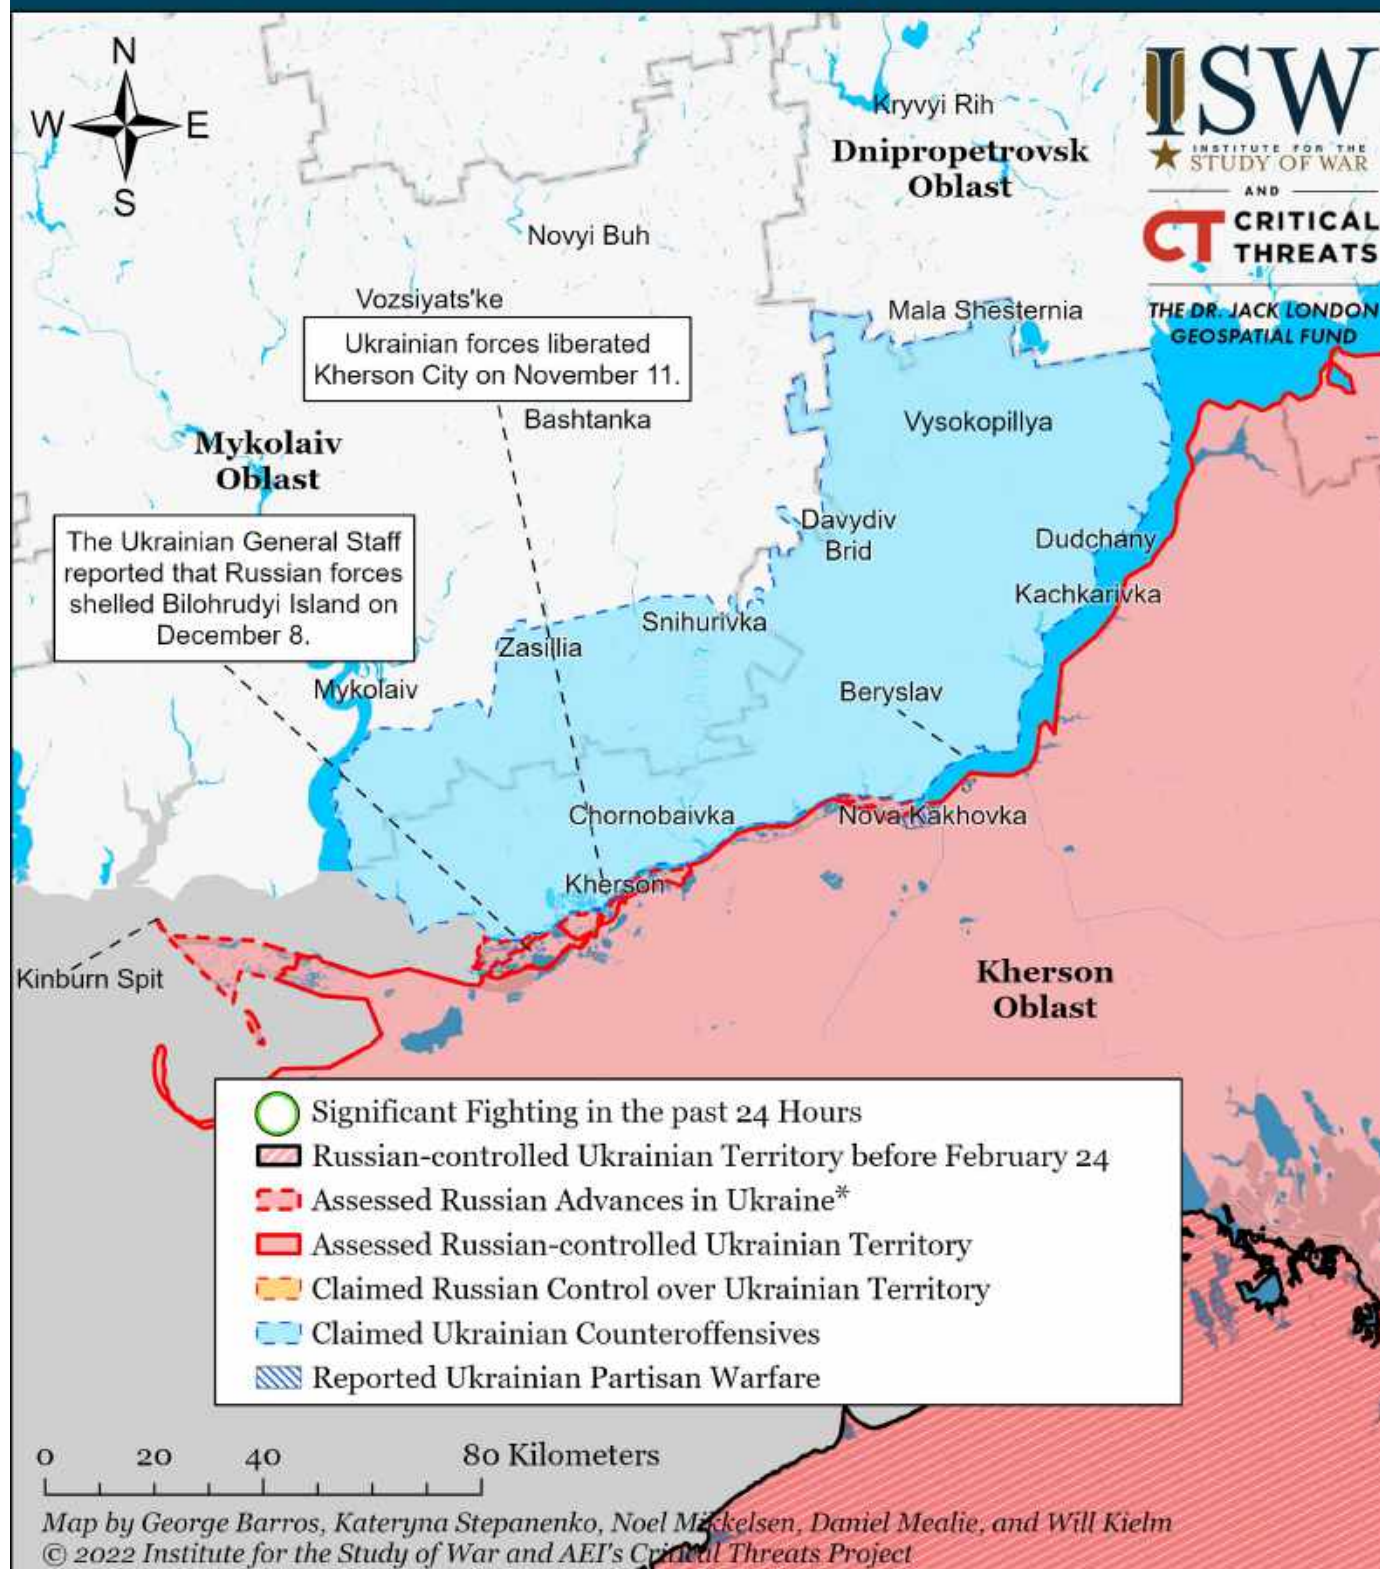 N
W E
S
ISW
INSTITUTE FOR THE
STUDY OF WAR
AND
CT CRITICAL
THREATS
THE DR. JACK LONDON
GEOSPATIAL FUND
Kryvyi Rih
Dnipropetrovsk
Oblast
Novyi Buh
Vozsiyats'ke
Mala Shesternia
Ukrainian forces liberated
Kherson City on November 11.
Bashtanka
Vysokopillya
Mykolaiv
Oblast
The Ukrainian General Staff
reported that Russian forces
shelled Bilohrudyi Island on
December 8.
Davydiv
Brid
Dudchany
Kachkarivka
Snihurivka
Zasillia
Mykolaiv
Beryslav
Chornobaivka
Nova Kakhovka
Kherson
Kinburn Spit
Kherson
Oblast
Significant Fighting in the past 24 Hours
Russian-controlled Ukrainian Territory before February 24
Assessed Russian Advances in Ukraine*
Assessed Russian-controlled Ukrainian Territory
Claimed Russian Control over Ukrainian Territory
Claimed Ukrainian Counteroffensives
Reported Ukrainian Partisan Warfare
0 20 40 80 Kilometers
Map by George Barros, Kateryna Stepanenko, Noel Mikkelsen, Daniel Mealie, and Will Kielm
© 2022 Institute for the Study of War and AEI's Critical Threats Project